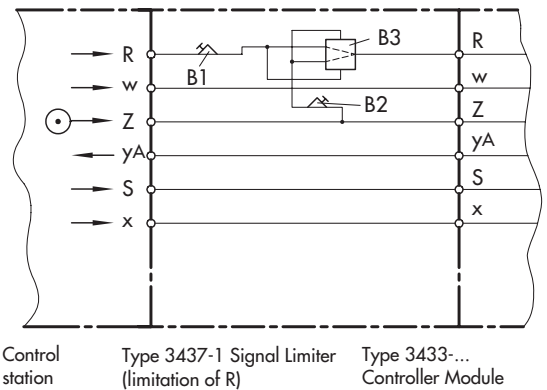 B3
R R
B1
w w
B2
Z Z
yA yA
S S
x x
Control station
Type 3437-1 Signal Limiter (limitation of R)
Type 3433-... Controller Module